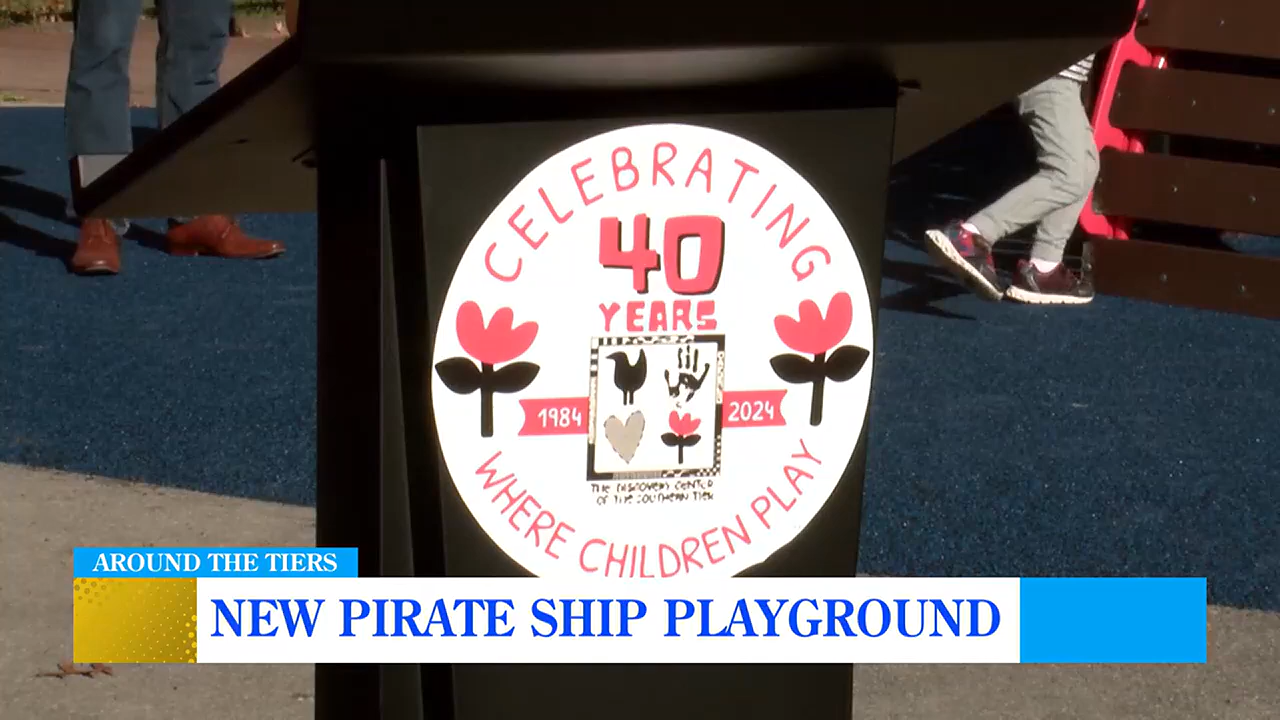 CELEBRATING
40
YEARS
1984
2024
THE DISCOVERY CENTER
OF THE SOUTHERN TIER
WHERE CHILDREN PLAY
AROUND THE TIERS
NEW PIRATE SHIP PLAYGROUND